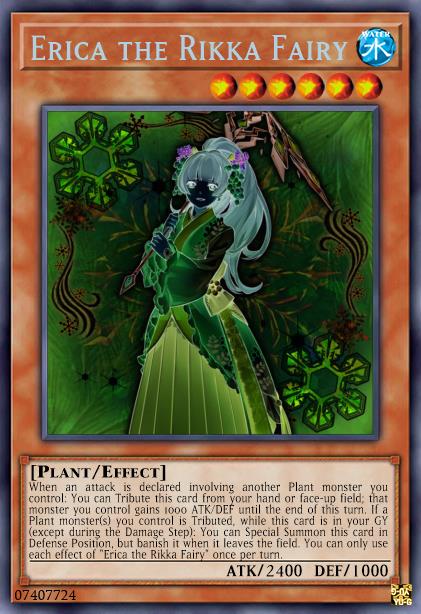 Erica the Rikka Fairy
WATER
水
[Plant/Effect]
When an attack is declared involving another Plant monster you
control: You can Tribute this card from your hand or face-up field; that
monster you control gains 1000 ATK/DEF until the end of this turn. If a
Plant monster(s) you control is Tributed, while this card is in your GY
(except during the Damage Step): You can Special Summon this card in
Defense Position, but banish it when it leaves the field. You can only use
each effect of "Erica the Rikka Fairy" once per turn.
ATK/2400 DEF/1000
07407724